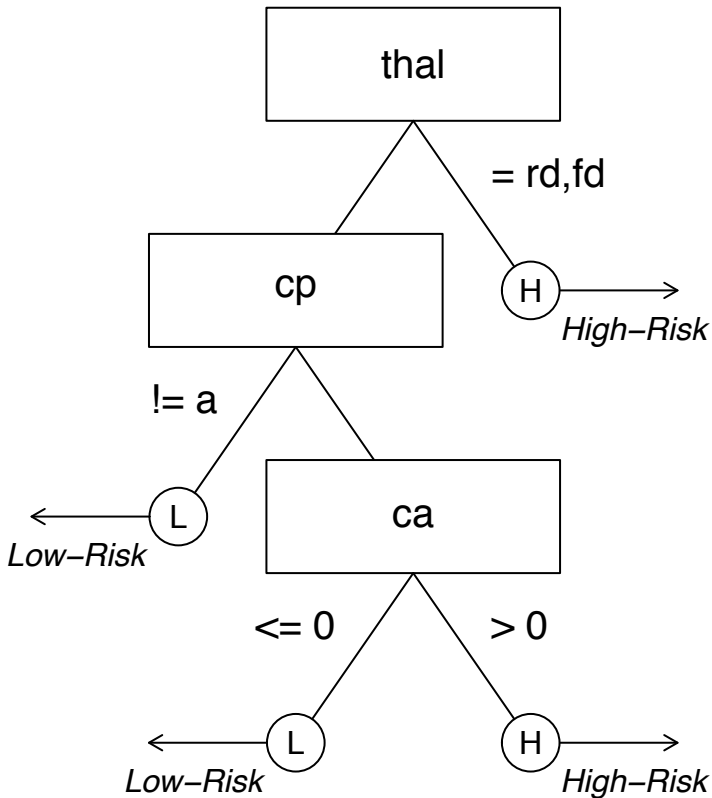 thal
= rd,fd
cp
H
High−Risk
!= a
L
Low−Risk
ca
<= 0
> 0
L
H
Low−Risk
High−Risk